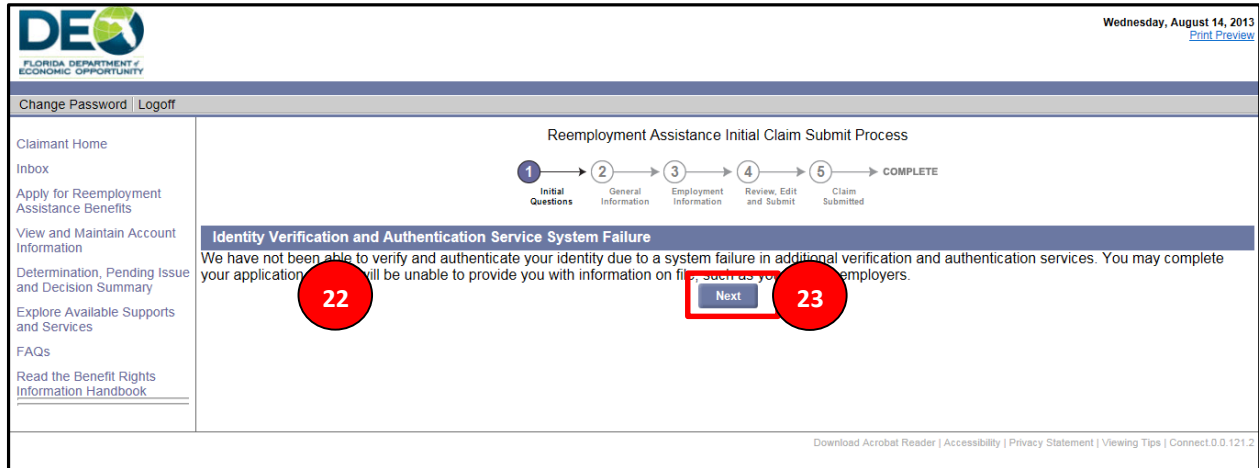 DEO
FLORIDA DEPARTMENT of
ECONOMIC OPPORTUNITY
Wednesday, August 14, 2013
Print Preview
Change Password | Logoff
Claimant Home
Inbox
Apply for Reemployment
Assistance Benefits
View and Maintain Account
Information
Determination, Pending Issue
and Decision Summary
Explore Available Supports
and Services
FAQs
Read the Benefit Rights
Information Handbook
Reemployment Assistance Initial Claim Submit Process
1 2 3 4 5 COMPLETE
Initial
Questions
General
Information
Employment
Information
Review, Edit
and Submit
Claim
Submitted
Identity Verification and Authentication Service System Failure
We have not been able to verify and authenticate your identity due to a system failure in additional verification and authentication services. You may complete
your application will be unable to provide you with information on file, such as employers.
22
Next
23
Download Acrobat Reader | Accessibility | Privacy Statement | Viewing Tips | Connect.0.0.121.2